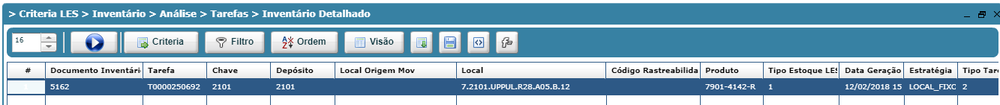 > Criteria LES > Inventário > Análise > Tarefas > Inventário Detalhado
16 Criteria Filtro Ordem Visão
# Documento Inventári Tarefa Chave Depósito Local Origem Mov Local Código Rastreabilida Produto Tipo Estoque LES Data Geração Estratégia Tipo Tare
1 5162 T0000250692 2101 2101 7.2101.UPPUL.R28.A05.B.12 7901-4142-R 1 12/02/2018 15 LOCAL_FIXO 2